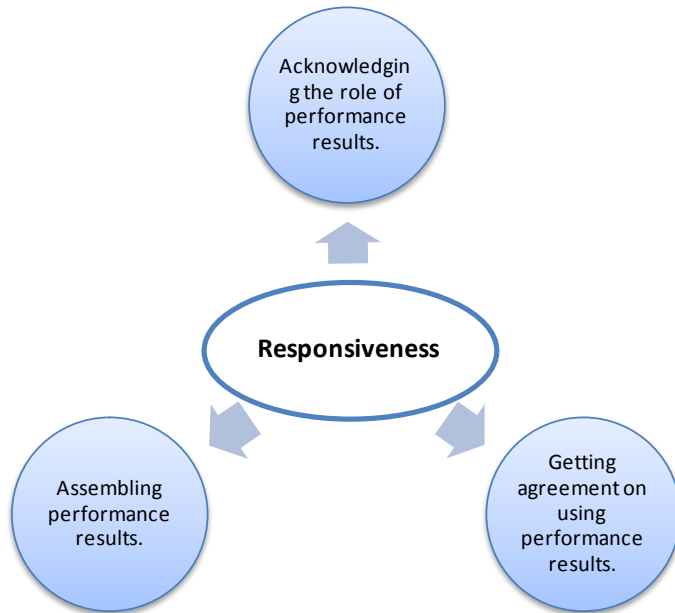 Acknowledgin
g the role of
performance
results.
Responsiveness
Assembling
performance
results.
Getting
agreement on
using
performance
results.